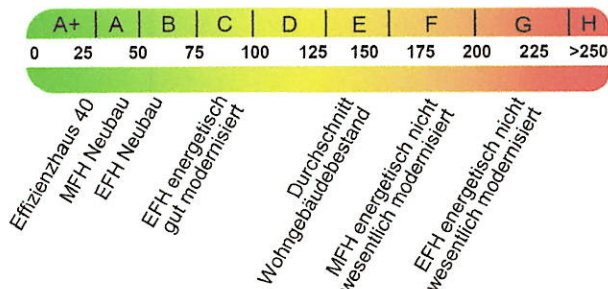 A+ A B C D E F G H
0 25 50 75 100 125 150 175 200 225 >250
Effizienzhaus 40
MFH Neubau
EFH Neubau
EFH energetisch
gut modernisiert
Durchschnitt
Wohngebäudebestand
MFH energetisch nicht
wesentlich modernisiert
EFH energetisch nicht
wesentlich modernisiert